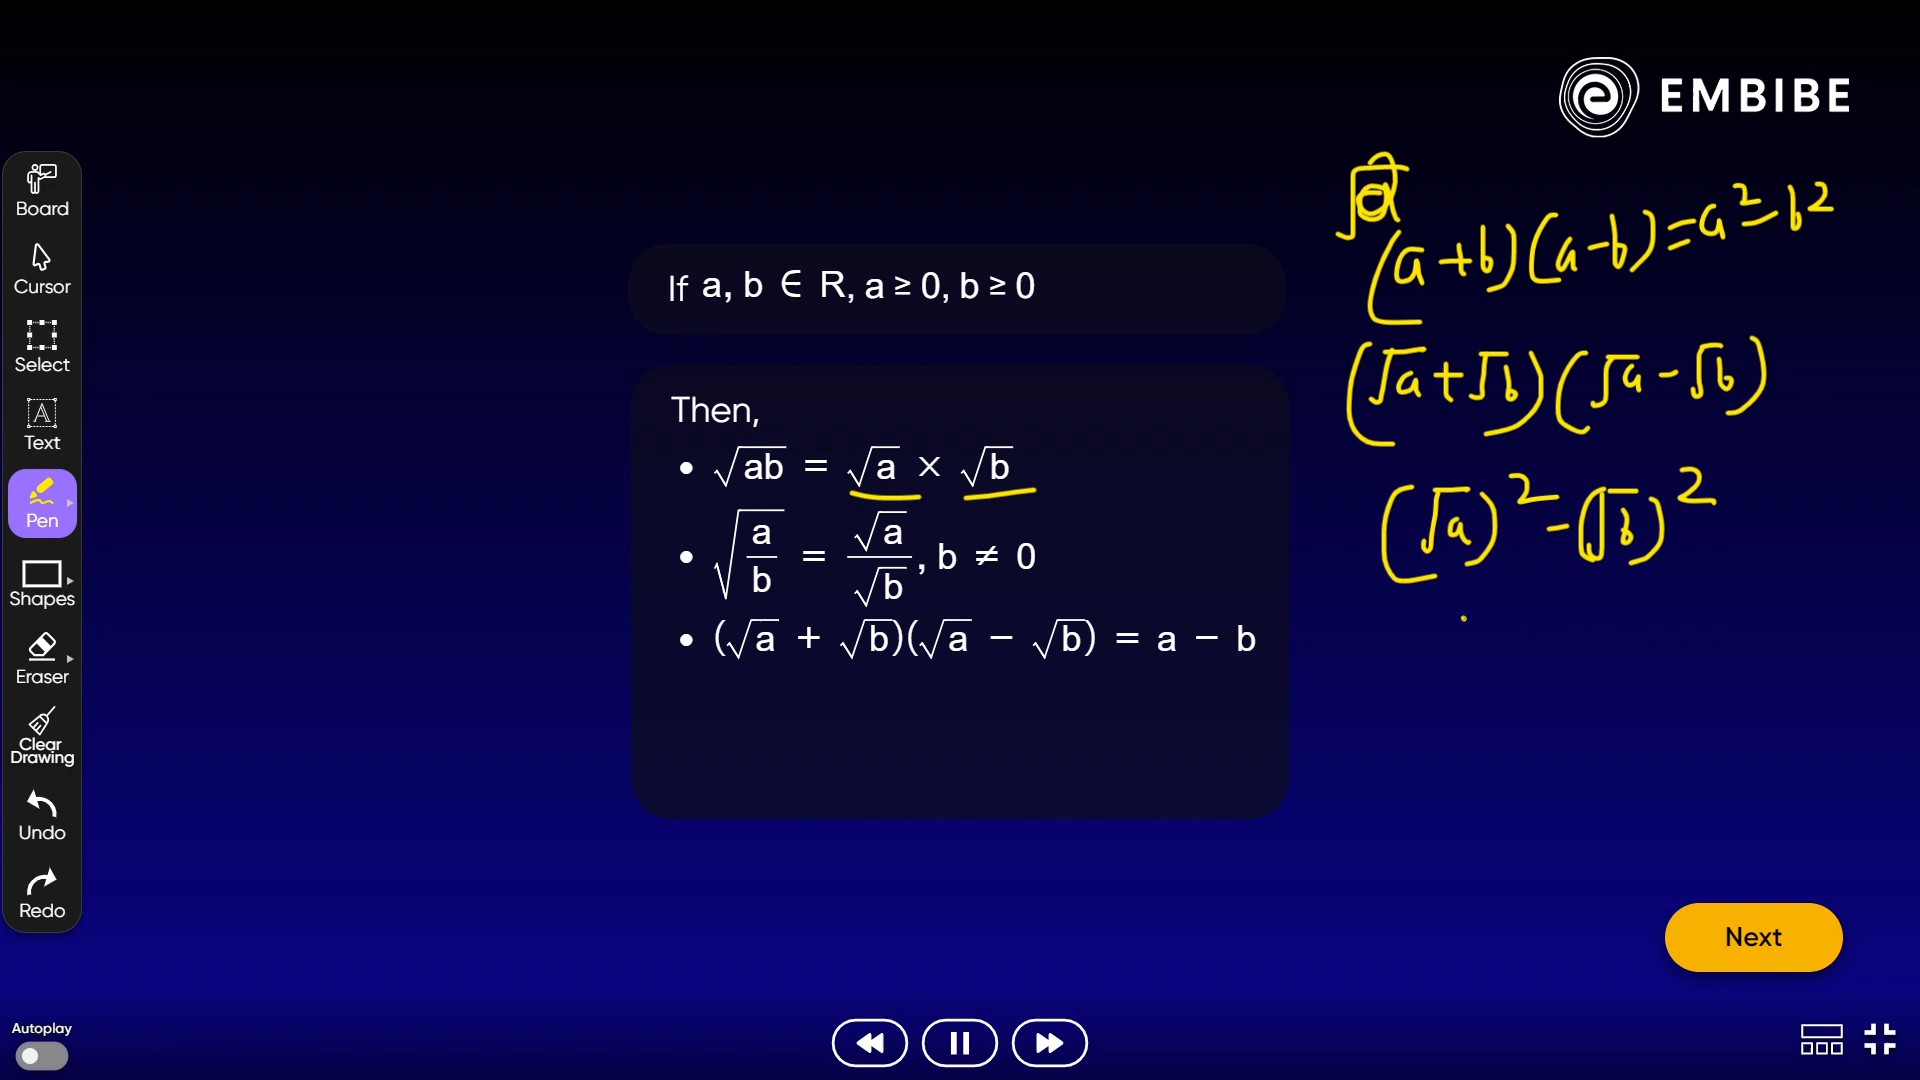 EMBIBE
Board
Cursor
Select
Text
Pen
Shapes
Eraser
Clear
Drawing
Undo
Redo
Autoplay
If a, b ∈ R, a ≥ 0, b ≥ 0
Then,
• √ab = √a × √b
• √(a/b) = √a/√b, b ≠ 0
• (√a + √b)(√a − √b) = a − b
√a
(a+b)(a-b)=a²-b²
(√a+√b)(√a-√b)
(√a)²-(√b)²
Next